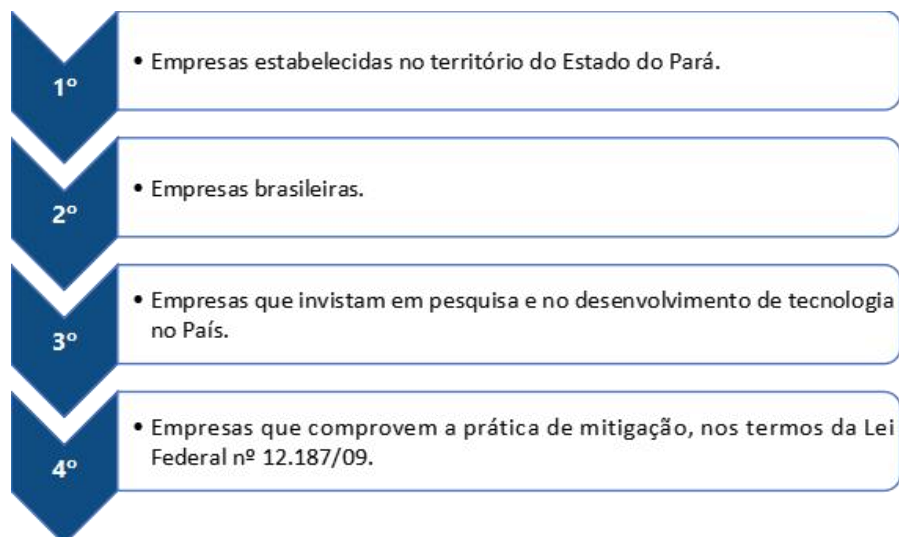 1º
• Empresas estabelecidas no território do Estado do Pará.
2º
• Empresas brasileiras.
3º
• Empresas que invistam em pesquisa e no desenvolvimento de tecnologia
no País.
4º
• Empresas que comprovem a prática de mitigação, nos termos da Lei
Federal nº 12.187/09.